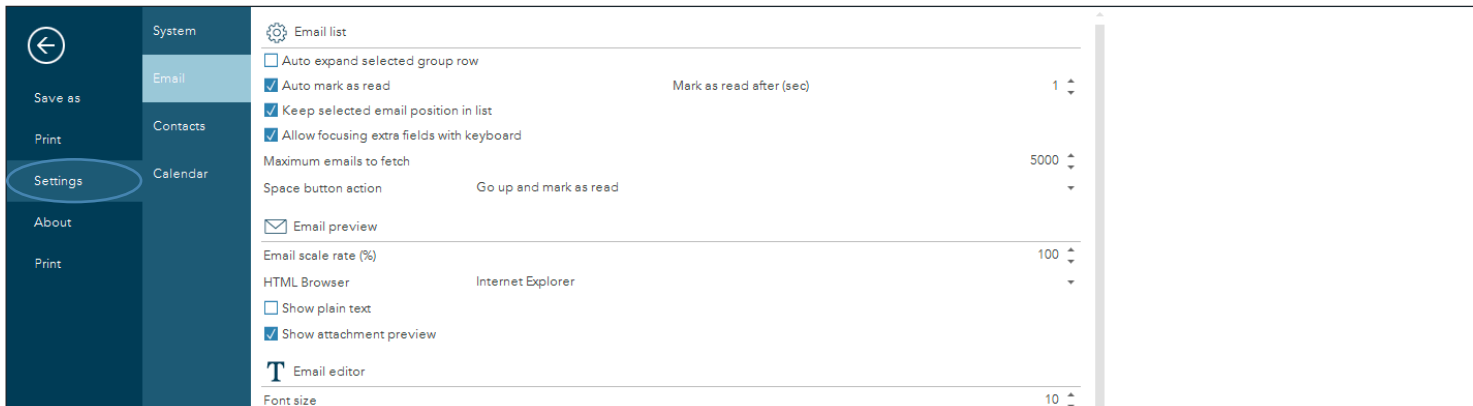 Save as
Print
Settings
About
Print
System
Email
Contacts
Calendar
Email list
Auto expand selected group row
Auto mark as read Mark as read after (sec) 1
Keep selected email position in list
Allow focusing extra fields with keyboard
Maximum emails to fetch 5000
Space button action Go up and mark as read
Email preview
Email scale rate (%) 100
HTML Browser Internet Explorer
Show plain text
Show attachment preview
T Email editor
Font size 10